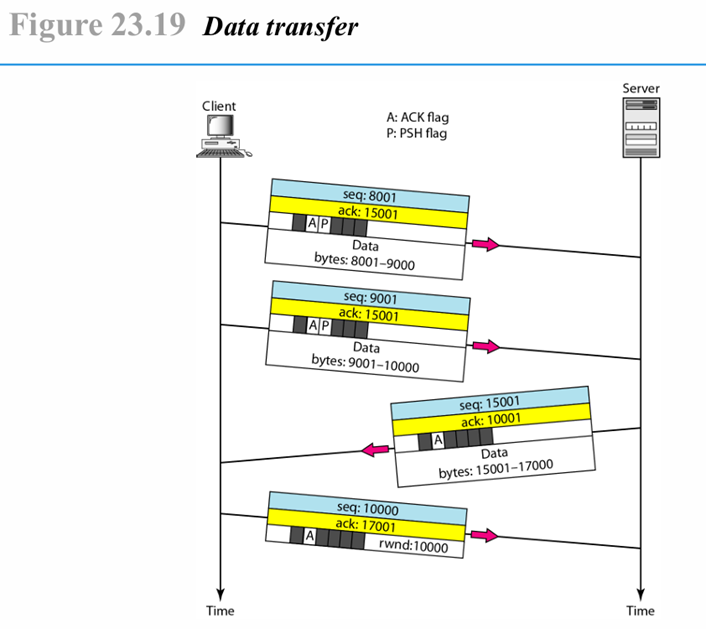 Figure 23.19 Data transfer
Client
Server
A: ACK flag
P: PSH flag
seq: 8001
ack: 15001
A P
Data
bytes: 8001–9000
seq: 9001
ack: 15001
A P
Data
bytes: 9001–10000
seq: 15001
ack: 10001
A
Data
bytes: 15001–17000
seq: 10000
ack: 17001
A
rwnd:10000
Time
Time